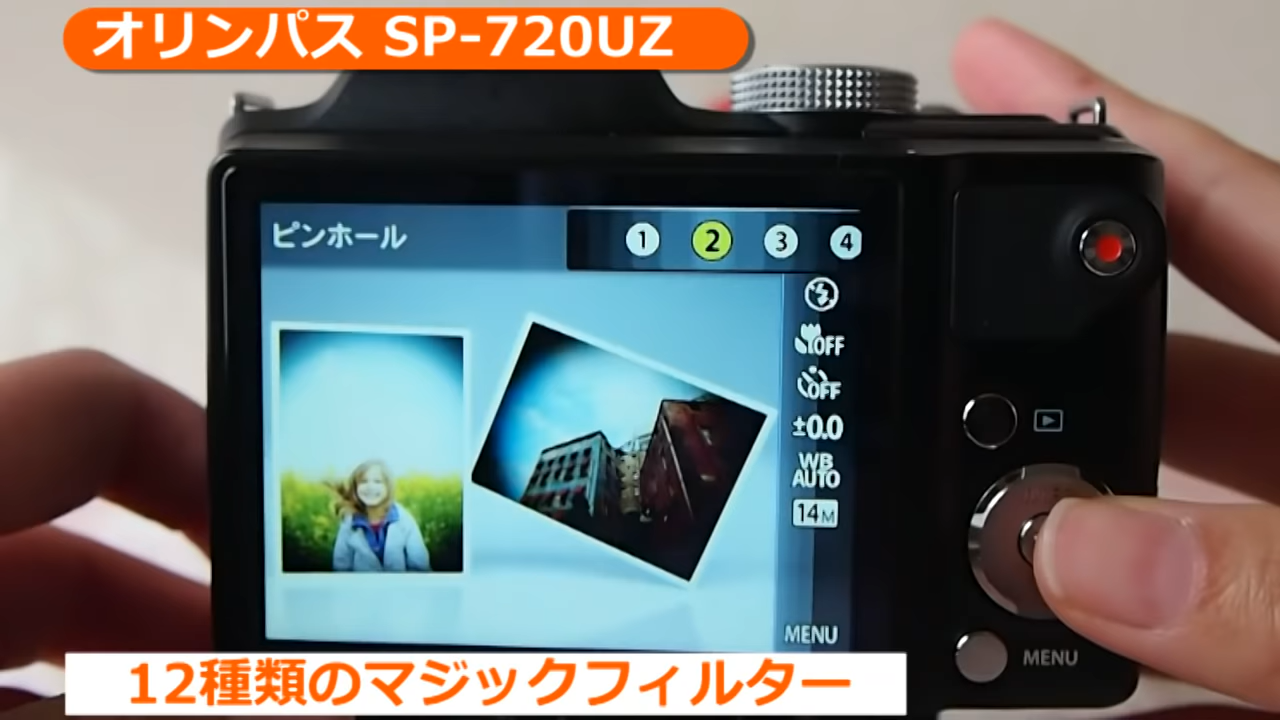 オリンパス SP-720UZ
ピンホール
1 2 3 4
OFF
OFF
±0.0
WB
AUTO
14M
MENU
MENU
12種類のマジックフィルター